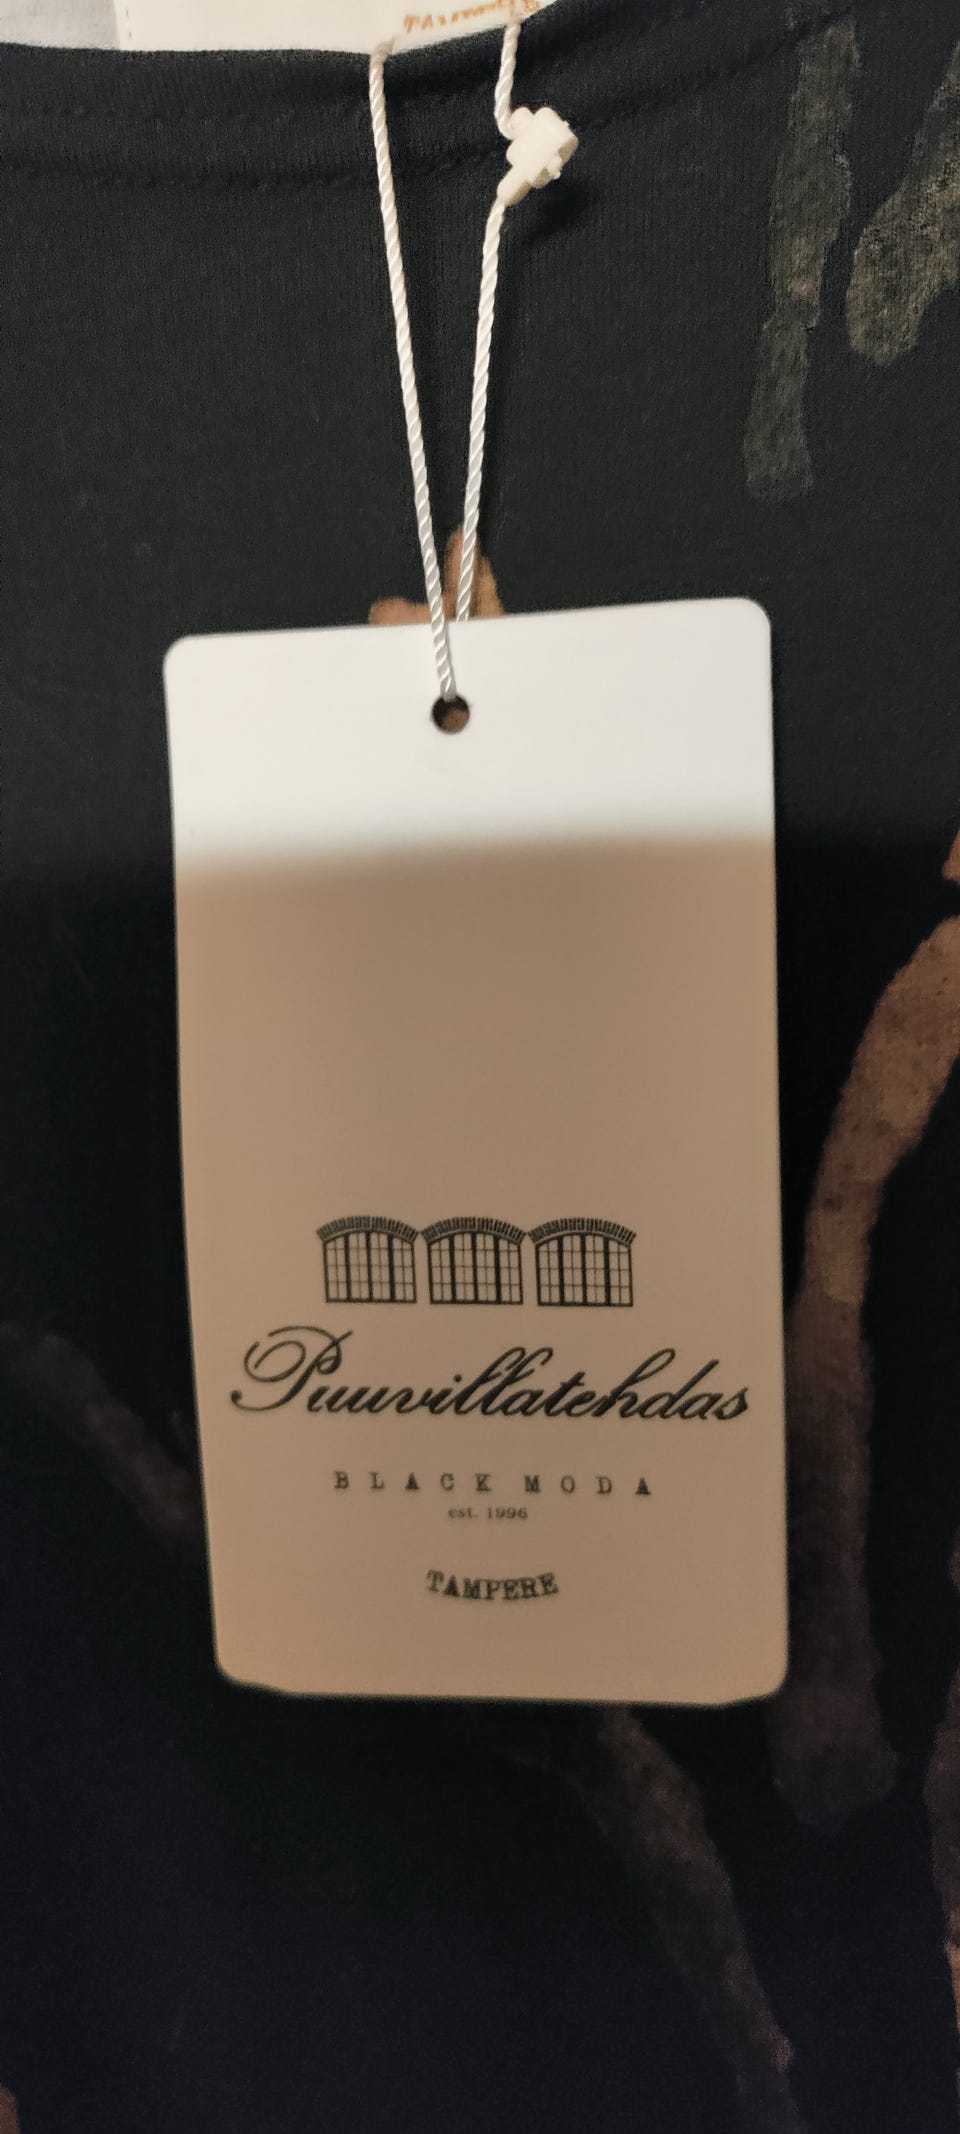 Puuvillatehdas
BLACK MODA
est. 1996
TAMPERE